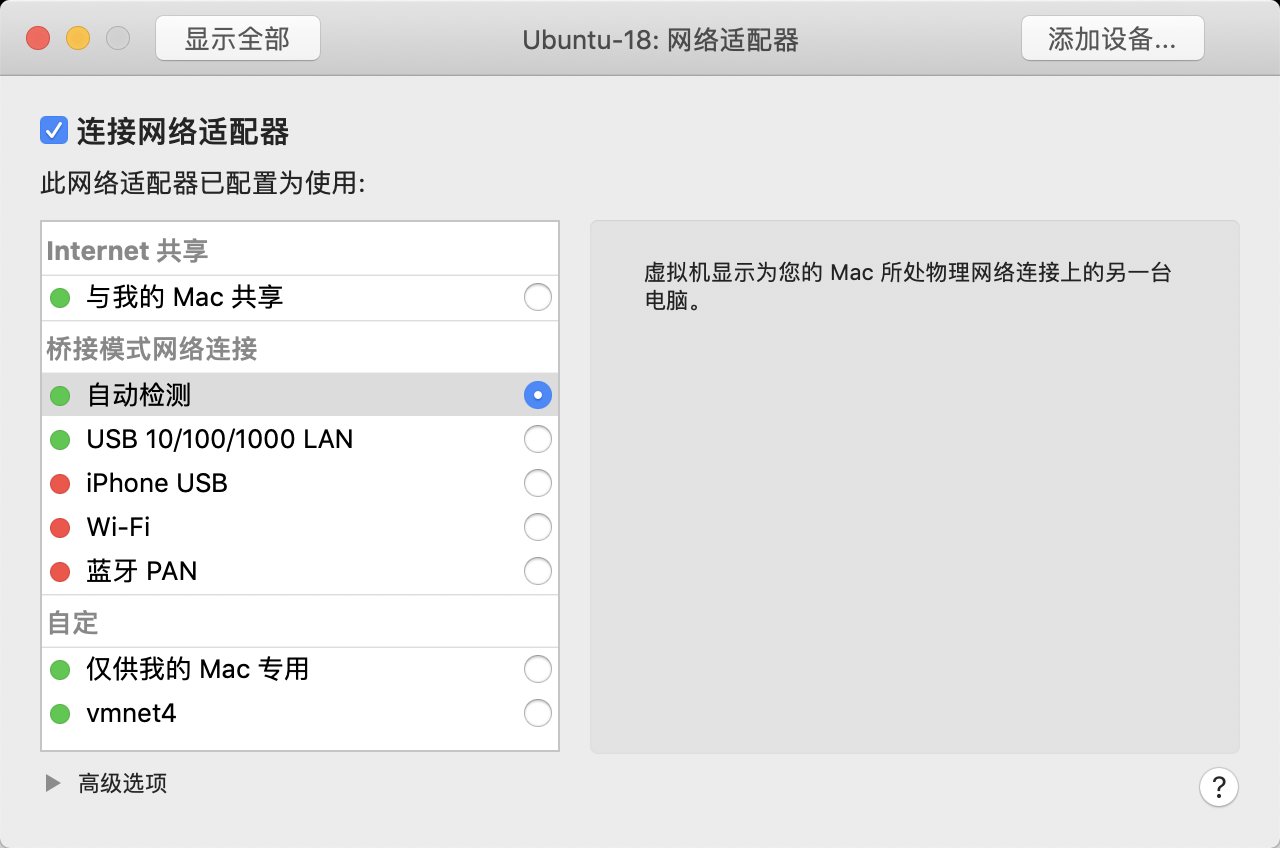 显示全部
Ubuntu-18: 网络适配器
添加设备...
连接网络适配器
此网络适配器已配置为使用:
Internet 共享
与我的 Mac 共享
桥接模式网络连接
自动检测
USB 10/100/1000 LAN
iPhone USB
Wi-Fi
蓝牙 PAN
自定
仅供我的 Mac 专用
vmnet4
虚拟机显示为您的 Mac 所处物理网络连接上的另一台
电脑。
高级选项
?